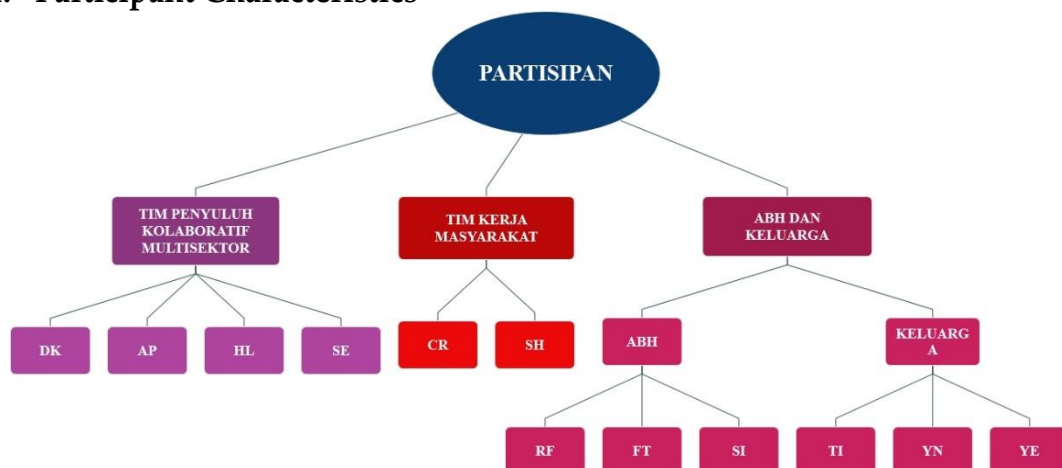 Participant Characteristics
PARTISIPAN
TIM PENYULUH
KOLABORATIF
MULTISEKTOR
TIM KERJA
MASYARAKAT
ABH DAN
KELUARGA
DK
AP
HL
SE
CR
SH
ABH
KELUARG
A
RF
FT
SI
TI
YN
YE